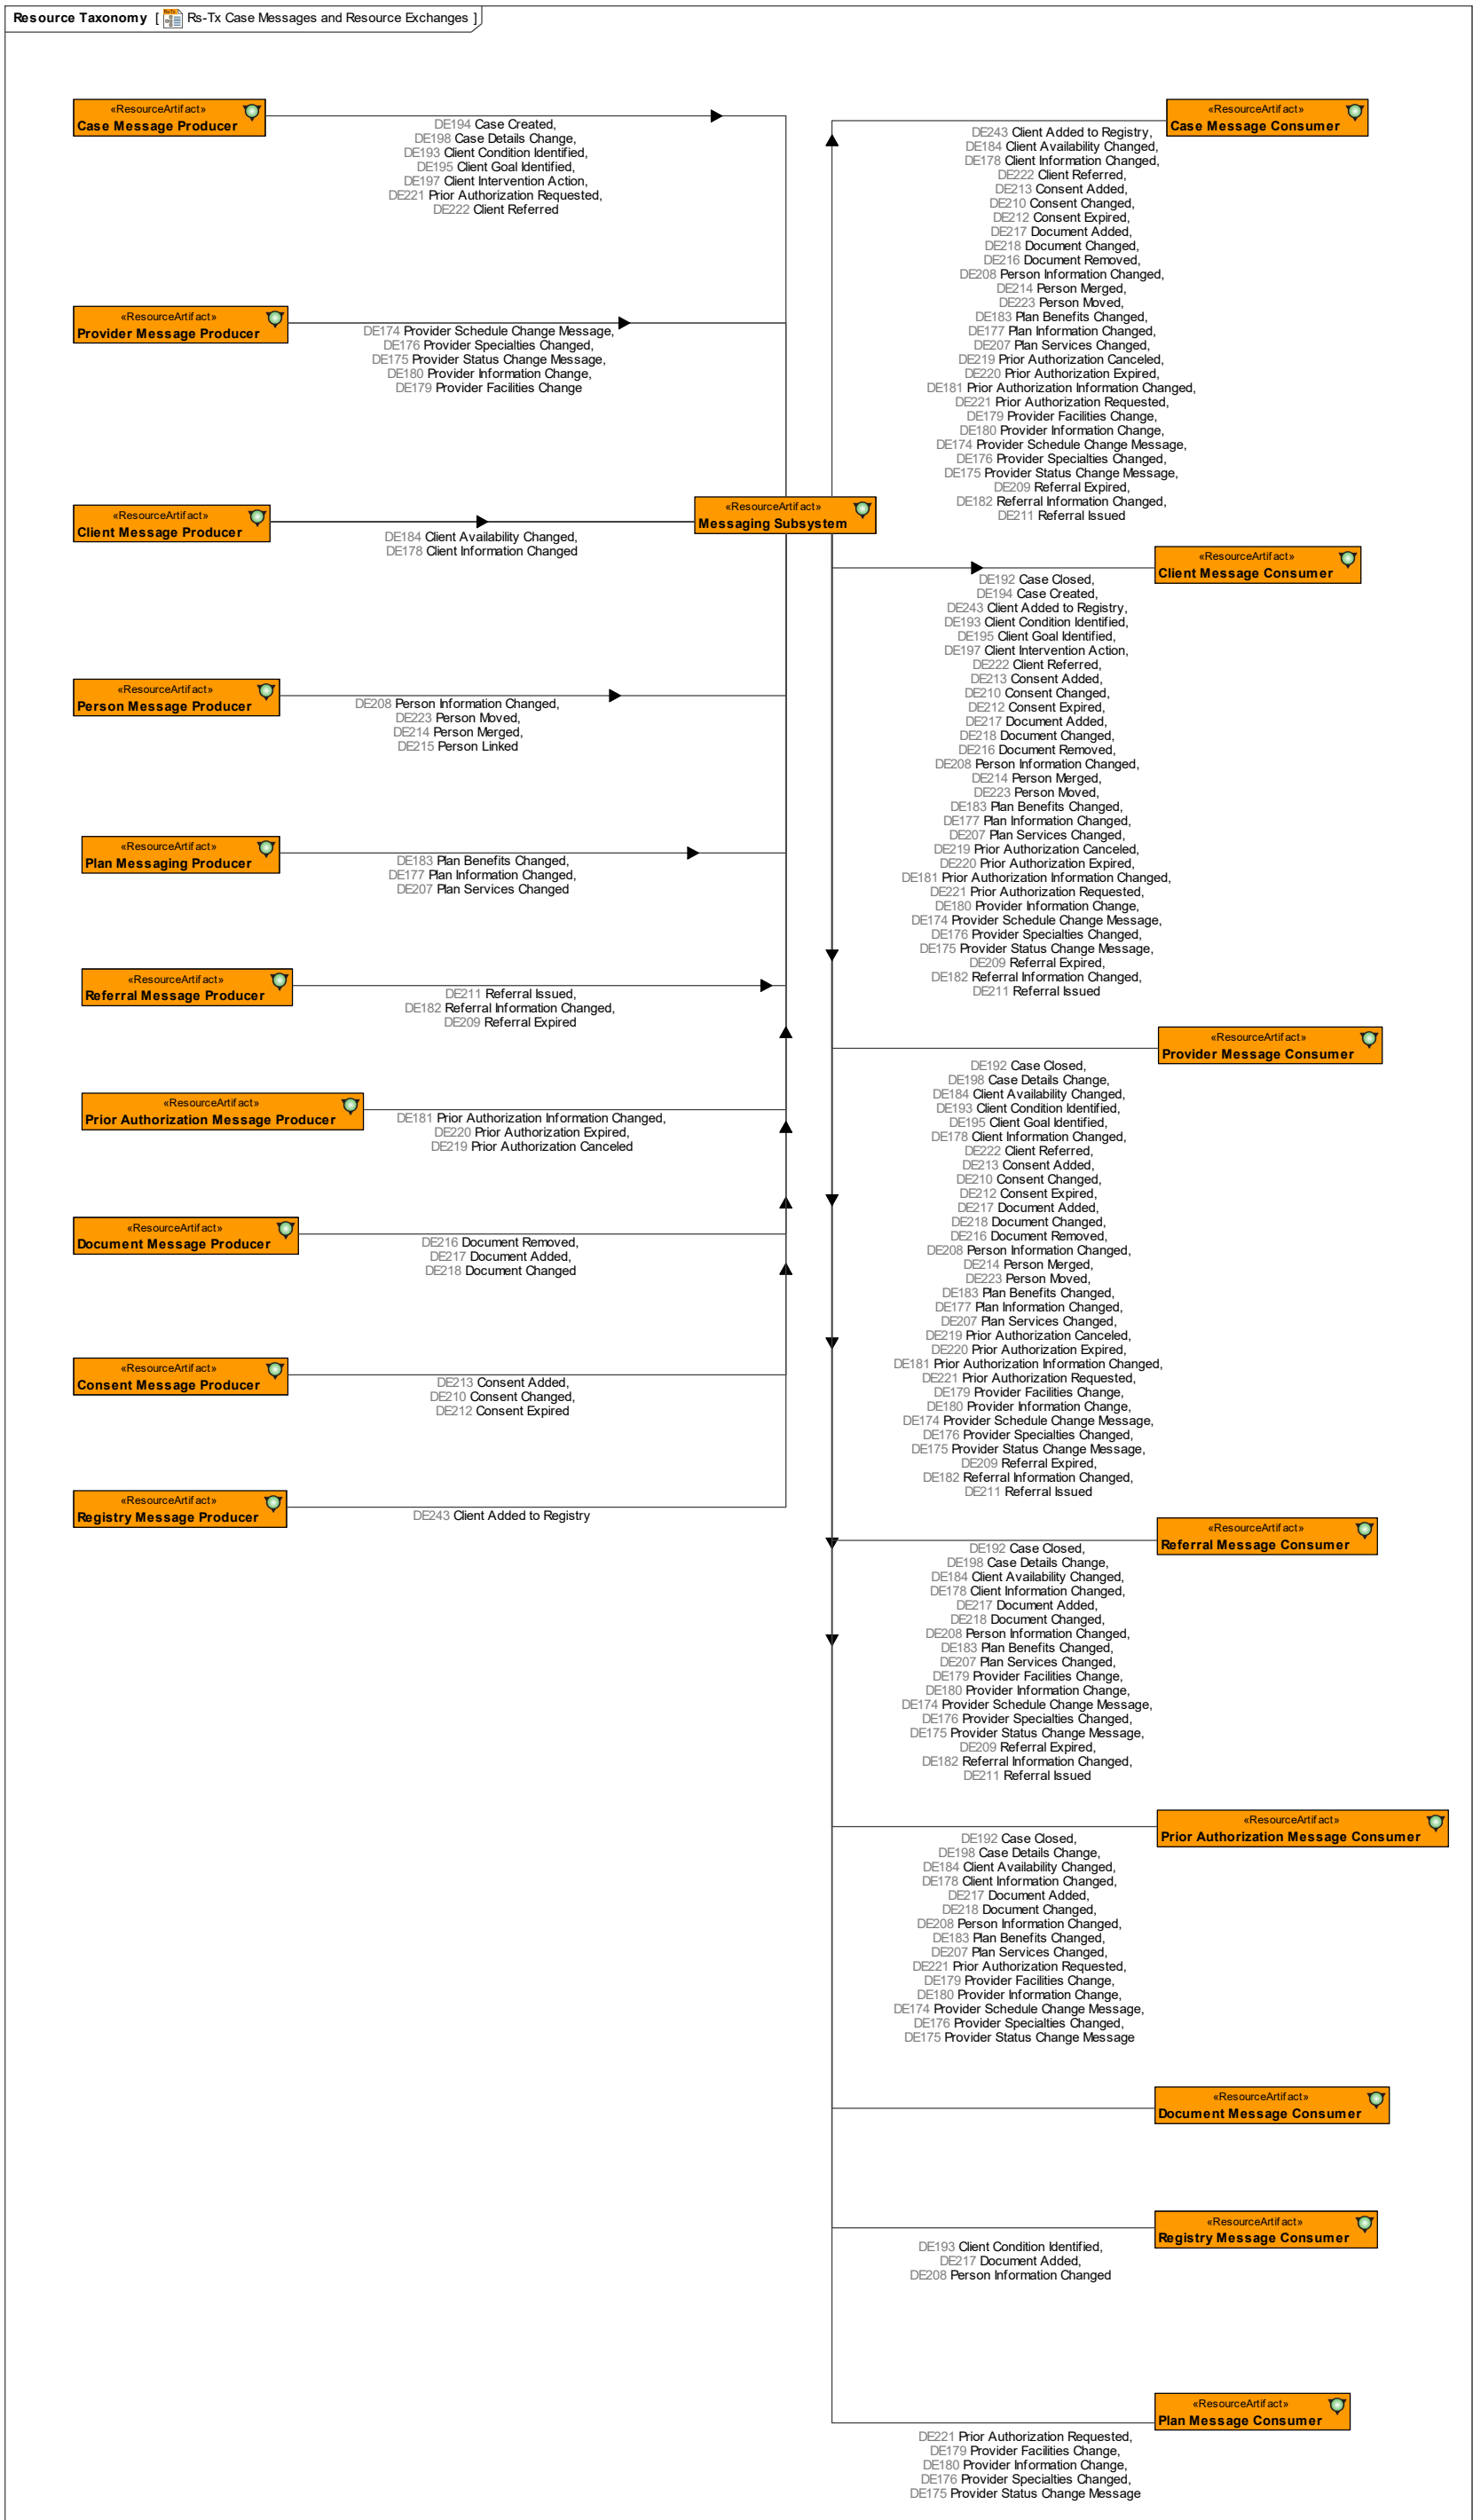 Resource Taxonomy [ Rs-Tx Case Messages and Resource Exchanges ]
«ResourceArtifact»
Case Message Producer
DE194 Case Created,
DE198 Case Details Change,
DE193 Client Condition Identified,
DE195 Client Goal Identified,
DE197 Client Intervention Action,
DE221 Prior Authorization Requested,
DE222 Client Referred
«ResourceArtifact»
Provider Message Producer
DE174 Provider Schedule Change Message,
DE176 Provider Specialties Changed,
DE175 Provider Status Change Message,
DE180 Provider Information Change,
DE179 Provider Facilities Change
«ResourceArtifact»
Client Message Producer
DE184 Client Availability Changed,
DE178 Client Information Changed
«ResourceArtifact»
Person Message Producer
DE208 Person Information Changed,
DE223 Person Moved,
DE214 Person Merged,
DE215 Person Linked
«ResourceArtifact»
Plan Messaging Producer
DE183 Plan Benefits Changed,
DE177 Plan Information Changed,
DE207 Plan Services Changed
«ResourceArtifact»
Referral Message Producer
DE211 Referral Issued,
DE182 Referral Information Changed,
DE209 Referral Expired
«ResourceArtifact»
Prior Authorization Message Producer
DE181 Prior Authorization Information Changed,
DE220 Prior Authorization Expired,
DE219 Prior Authorization Canceled
«ResourceArtifact»
Document Message Producer
DE216 Document Removed,
DE217 Document Added,
DE218 Document Changed
«ResourceArtifact»
Consent Message Producer
DE213 Consent Added,
DE210 Consent Changed,
DE212 Consent Expired
«ResourceArtifact»
Registry Message Producer
DE243 Client Added to Registry
«ResourceArtifact»
Messaging Subsystem
«ResourceArtifact»
Case Message Consumer
DE243 Client Added to Registry,
DE184 Client Availability Changed,
DE178 Client Information Changed,
DE222 Client Referred,
DE213 Consent Added,
DE210 Consent Changed,
DE212 Consent Expired,
DE217 Document Added,
DE218 Document Changed,
DE216 Document Removed,
DE208 Person Information Changed,
DE214 Person Merged,
DE223 Person Moved,
DE183 Plan Benefits Changed,
DE177 Plan Information Changed,
DE207 Plan Services Changed,
DE219 Prior Authorization Canceled,
DE220 Prior Authorization Expired,
DE181 Prior Authorization Information Changed,
DE221 Prior Authorization Requested,
DE179 Provider Facilities Change,
DE180 Provider Information Change,
DE174 Provider Schedule Change Message,
DE176 Provider Specialties Changed,
DE175 Provider Status Change Message,
DE209 Referral Expired,
DE182 Referral Information Changed,
DE211 Referral Issued
«ResourceArtifact»
Client Message Consumer
DE192 Case Closed,
DE194 Case Created,
DE243 Client Added to Registry,
DE193 Client Condition Identified,
DE195 Client Goal Identified,
DE197 Client Intervention Action,
DE222 Client Referred,
DE213 Consent Added,
DE210 Consent Changed,
DE212 Consent Expired,
DE217 Document Added,
DE218 Document Changed,
DE216 Document Removed,
DE208 Person Information Changed,
DE214 Person Merged,
DE223 Person Moved,
DE183 Plan Benefits Changed,
DE177 Plan Information Changed,
DE207 Plan Services Changed,
DE219 Prior Authorization Canceled,
DE220 Prior Authorization Expired,
DE181 Prior Authorization Information Changed,
DE221 Prior Authorization Requested,
DE180 Provider Information Change,
DE174 Provider Schedule Change Message,
DE176 Provider Specialties Changed,
DE175 Provider Status Change Message,
DE209 Referral Expired,
DE182 Referral Information Changed,
DE211 Referral Issued
«ResourceArtifact»
Provider Message Consumer
DE192 Case Closed,
DE198 Case Details Change,
DE184 Client Availability Changed,
DE193 Client Condition Identified,
DE195 Client Goal Identified,
DE178 Client Information Changed,
DE222 Client Referred,
DE213 Consent Added,
DE210 Consent Changed,
DE212 Consent Expired,
DE217 Document Added,
DE218 Document Changed,
DE216 Document Removed,
DE208 Person Information Changed,
DE214 Person Merged,
DE223 Person Moved,
DE183 Plan Benefits Changed,
DE177 Plan Information Changed,
DE207 Plan Services Changed,
DE219 Prior Authorization Canceled,
DE220 Prior Authorization Expired,
DE181 Prior Authorization Information Changed,
DE221 Prior Authorization Requested,
DE179 Provider Facilities Change,
DE180 Provider Information Change,
DE174 Provider Schedule Change Message,
DE176 Provider Specialties Changed,
DE175 Provider Status Change Message,
DE209 Referral Expired,
DE182 Referral Information Changed,
DE211 Referral Issued
«ResourceArtifact»
Referral Message Consumer
DE192 Case Closed,
DE198 Case Details Change,
DE184 Client Availability Changed,
DE178 Client Information Changed,
DE217 Document Added,
DE218 Document Changed,
DE208 Person Information Changed,
DE183 Plan Benefits Changed,
DE207 Plan Services Changed,
DE179 Provider Facilities Change,
DE180 Provider Information Change,
DE174 Provider Schedule Change Message,
DE176 Provider Specialties Changed,
DE175 Provider Status Change Message,
DE209 Referral Expired,
DE182 Referral Information Changed,
DE211 Referral Issued
«ResourceArtifact»
Prior Authorization Message Consumer
DE192 Case Closed,
DE198 Case Details Change,
DE184 Client Availability Changed,
DE178 Client Information Changed,
DE217 Document Added,
DE218 Document Changed,
DE208 Person Information Changed,
DE183 Plan Benefits Changed,
DE207 Plan Services Changed,
DE221 Prior Authorization Requested,
DE179 Provider Facilities Change,
DE180 Provider Information Change,
DE174 Provider Schedule Change Message,
DE176 Provider Specialties Changed,
DE175 Provider Status Change Message
«ResourceArtifact»
Document Message Consumer
«ResourceArtifact»
Registry Message Consumer
DE193 Client Condition Identified,
DE217 Document Added,
DE208 Person Information Changed
«ResourceArtifact»
Plan Message Consumer
DE221 Prior Authorization Requested,
DE179 Provider Facilities Change,
DE180 Provider Information Change,
DE176 Provider Specialties Changed,
DE175 Provider Status Change Message